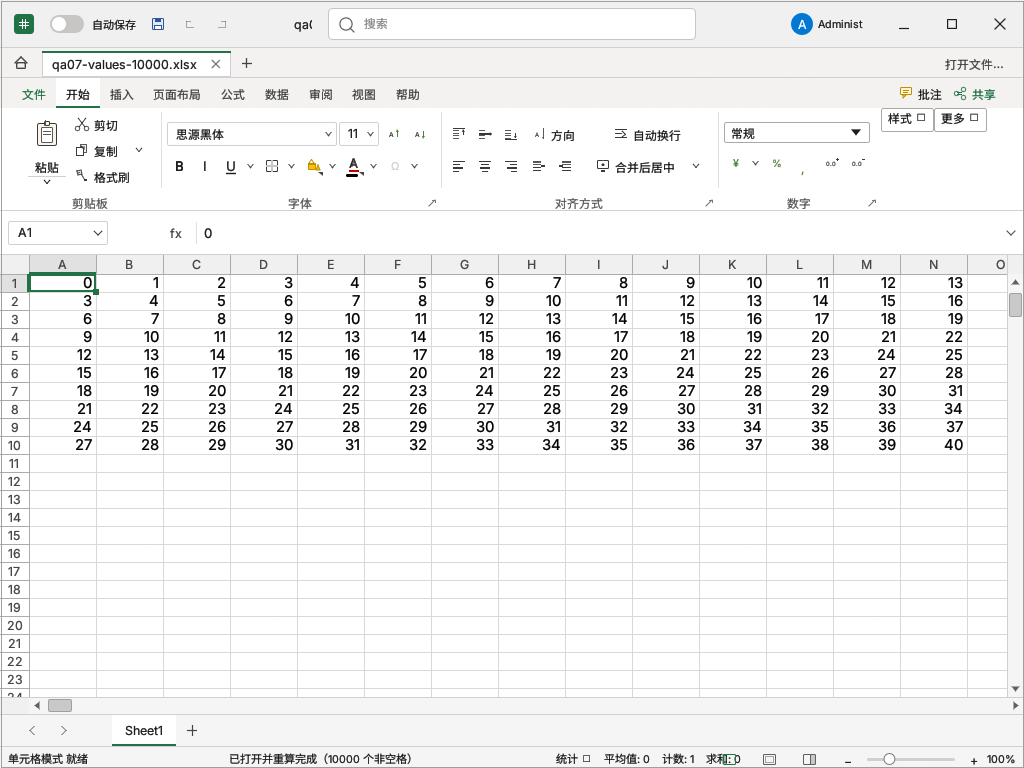 自动保存 qa0 搜索 A Administ
qa07-values-10000.xlsx 打开文件...
文件 开始 插入 页面布局 公式 数据 审阅 视图 帮助 批注 共享
粘贴 剪切 复制 格式刷 剪贴板
思源黑体 11 B I U A 字体
方向 自动换行 合并后居中 对齐方式
常规 ¥ % , 数字
样式 更多
A1 fx 0
A B C D E F G H I J K L M N O
1 0 1 2 3 4 5 6 7 8 9 10 11 12 13
2 3 4 5 6 7 8 9 10 11 12 13 14 15 16
3 6 7 8 9 10 11 12 13 14 15 16 17 18 19
4 9 10 11 12 13 14 15 16 17 18 19 20 21 22
5 12 13 14 15 16 17 18 19 20 21 22 23 24 25
6 15 16 17 18 19 20 21 22 23 24 25 26 27 28
7 18 19 20 21 22 23 24 25 26 27 28 29 30 31
8 21 22 23 24 25 26 27 28 29 30 31 32 33 34
9 24 25 26 27 28 29 30 31 32 33 34 35 36 37
10 27 28 29 30 31 32 33 34 35 36 37 38 39 40
11
12
13
14
15
16
17
18
19
20
21
22
23
24
Sheet1
单元格模式 就绪 已打开并重算完成（10000 个非空格） 统计 平均值: 0 计数: 1 求和: 0 100%